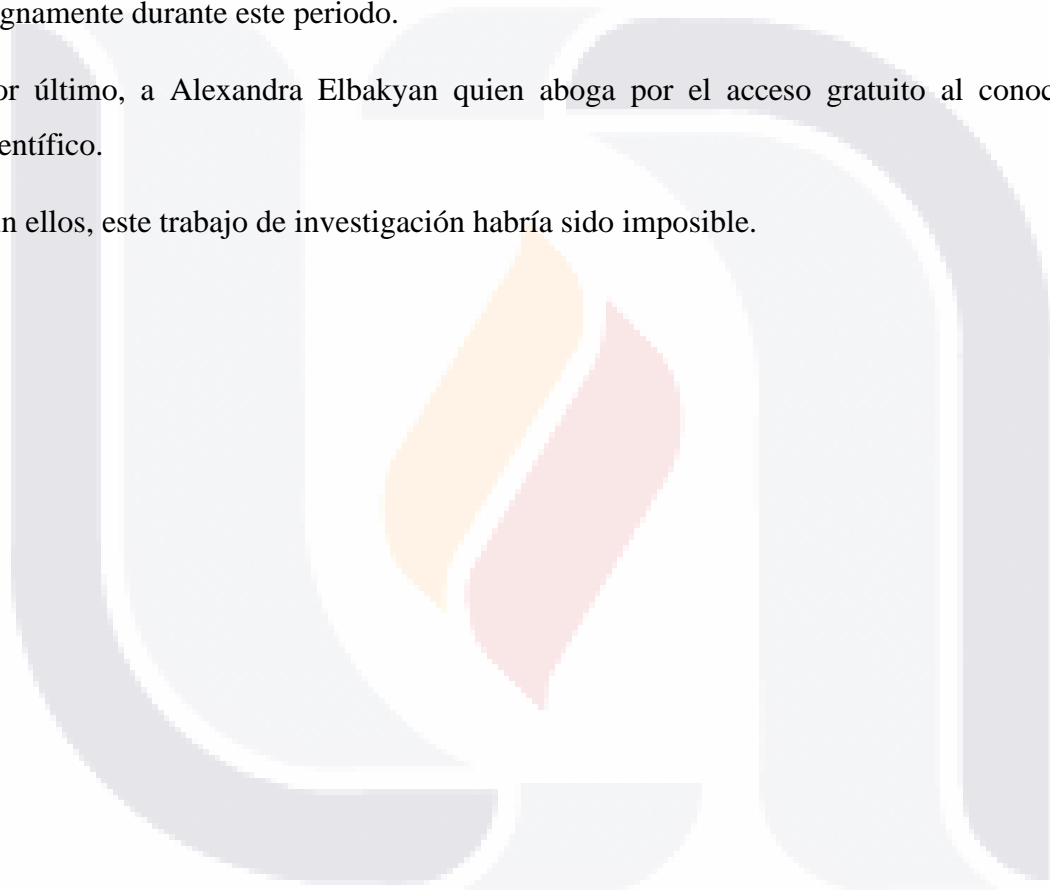 gnamente durante este periodo.
or último, a Alexandra Elbakyan quien aboga por el acceso gratuito al conoc
entífico.
n ellos, este trabajo de investigación habría sido imposible.